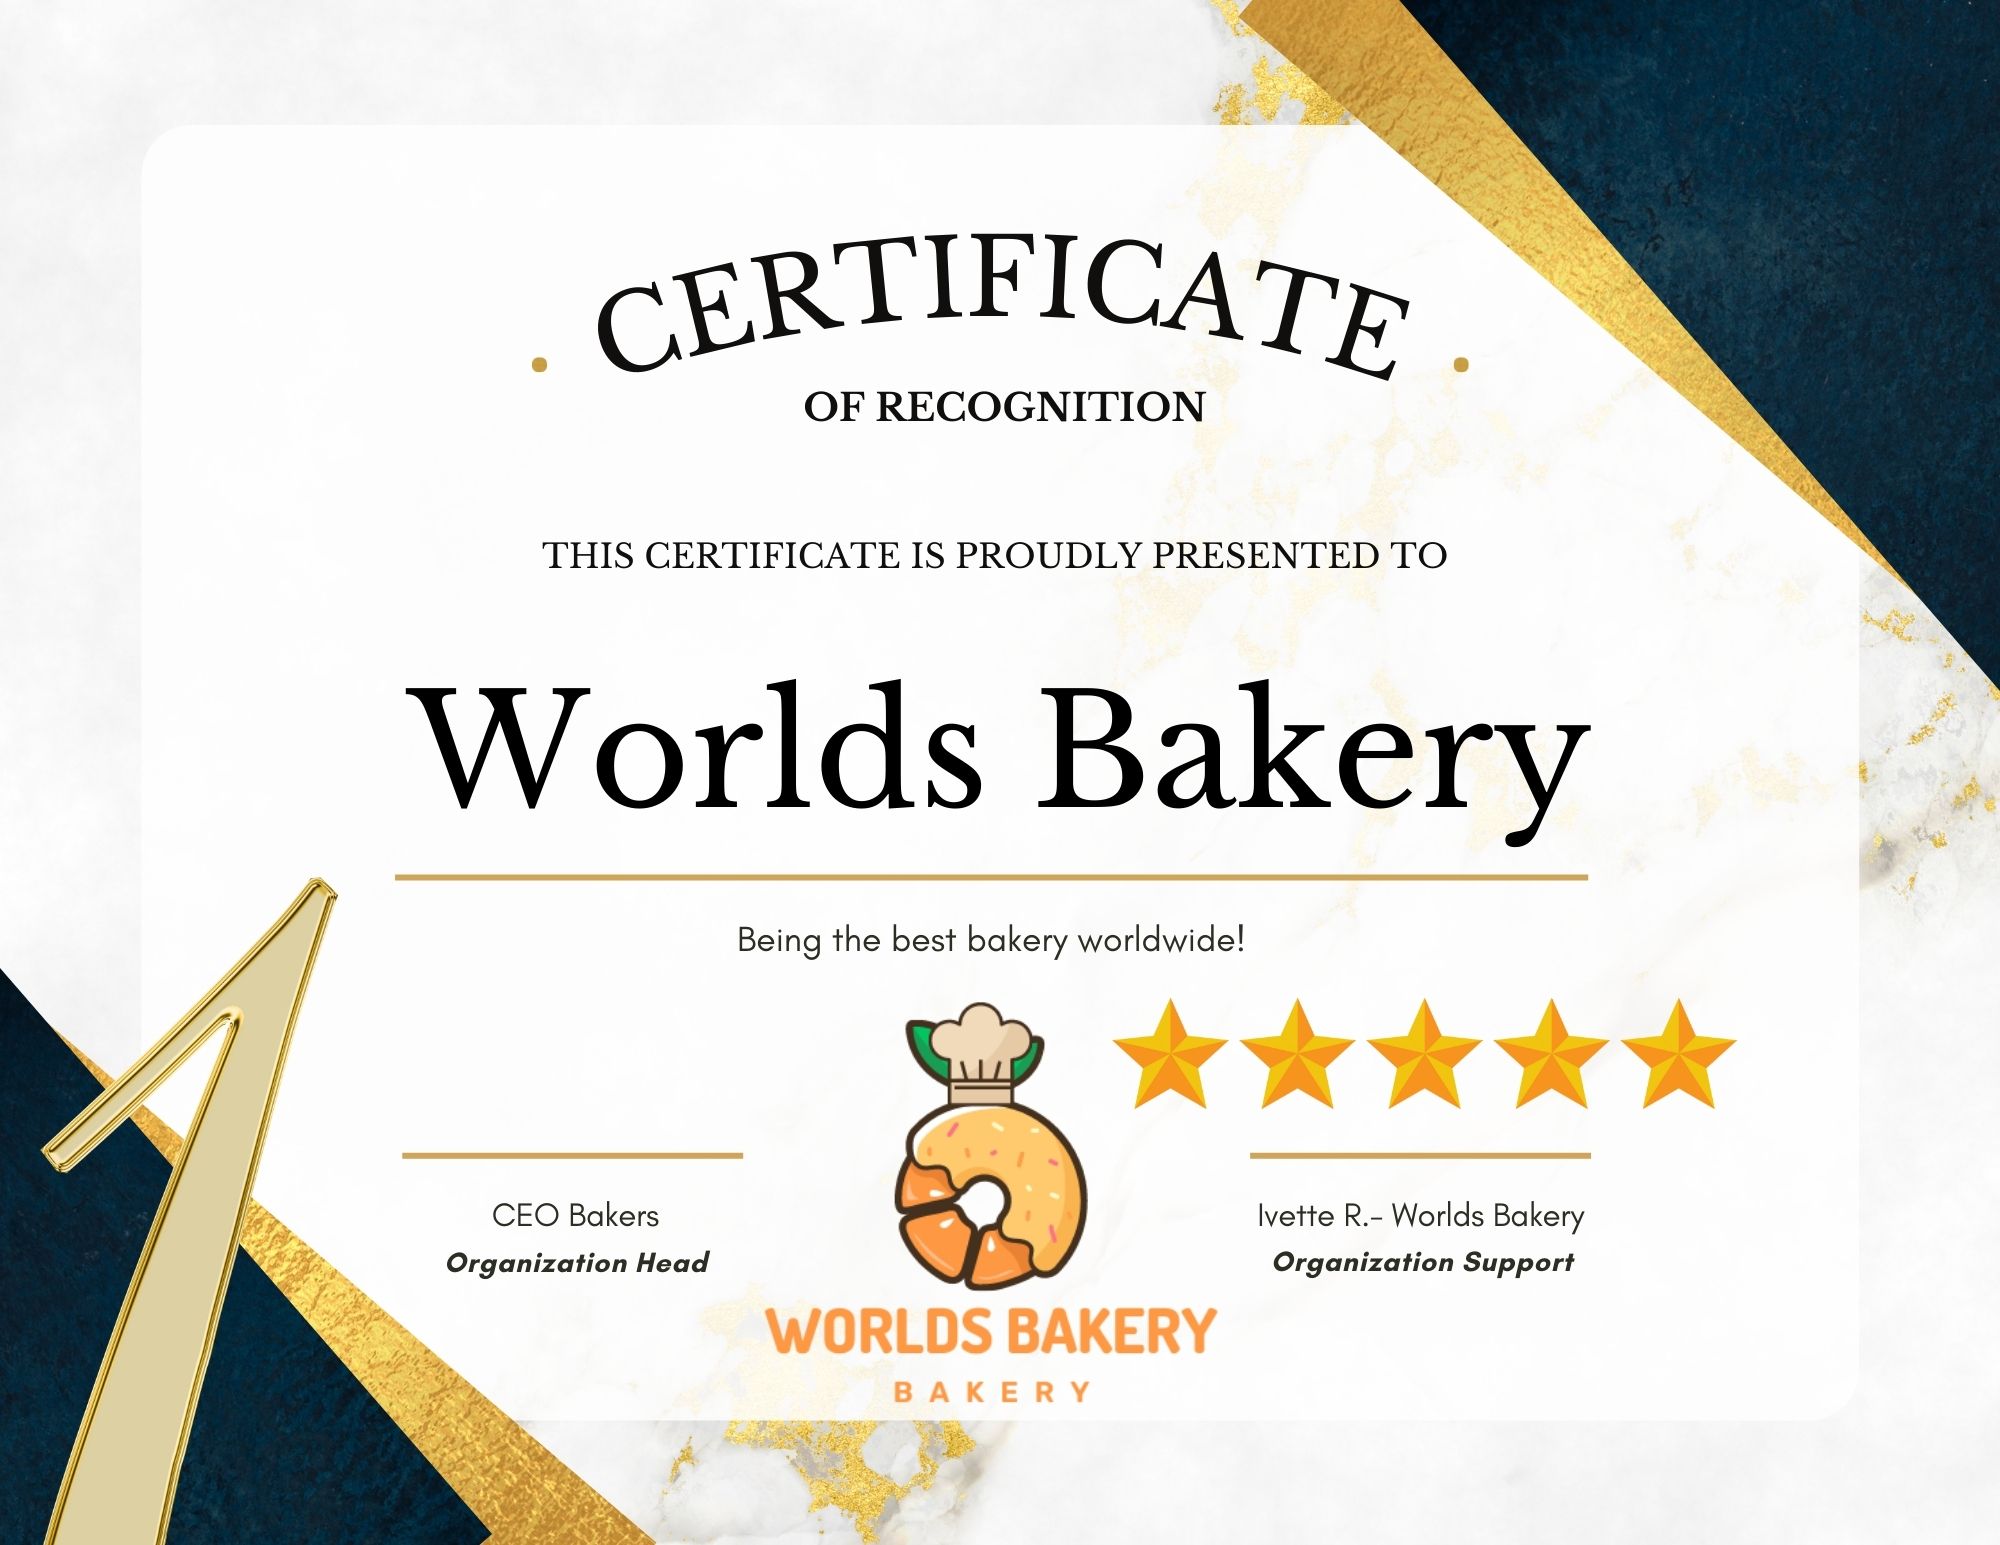 CERTIFICATE
OF RECOGNITION
THIS CERTIFICATE IS PROUDLY PRESENTED TO
Worlds Bakery
Being the best bakery worldwide!
1
CEO Bakers
Organization Head
Ivette R.- Worlds Bakery
Organization Support
WORLDS BAKERY
BAKERY